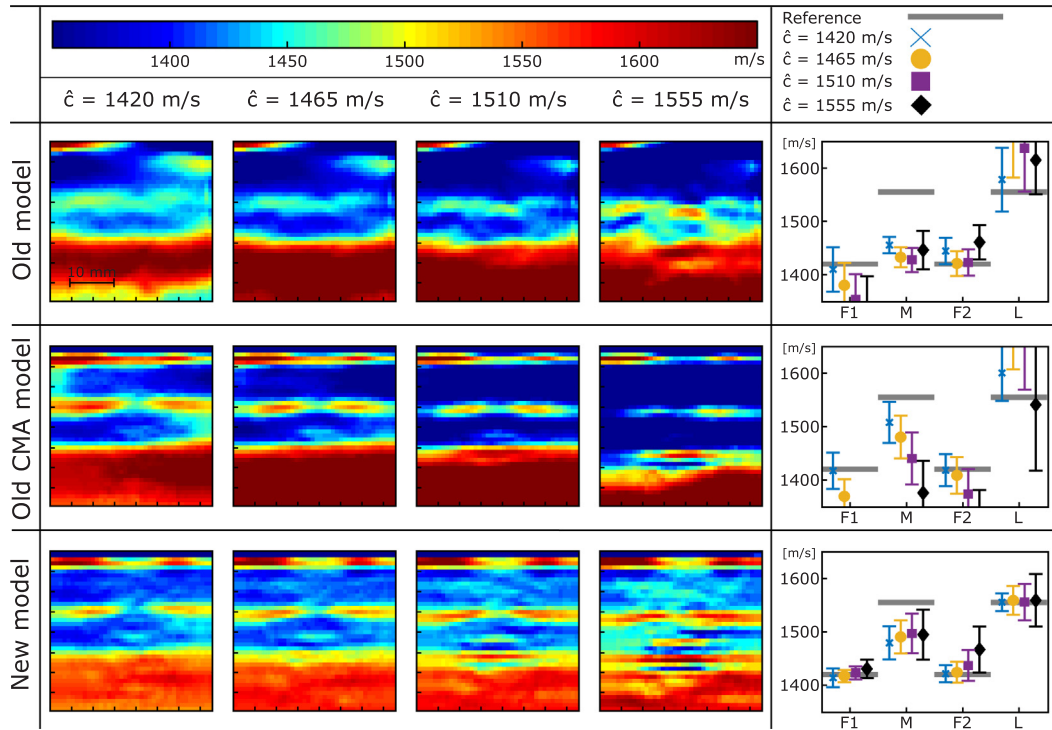 1400 1450 1500 1550 1600 m/s
ĉ = 1420 m/s ĉ = 1465 m/s ĉ = 1510 m/s ĉ = 1555 m/s
Reference
ĉ = 1420 m/s
ĉ = 1465 m/s
ĉ = 1510 m/s
ĉ = 1555 m/s
Old model
10 mm
[m/s]
1600
1500
1400
F1 M F2 L
Old CMA model
[m/s]
1600
1500
1400
F1 M F2 L
New model
[m/s]
1600
1500
1400
F1 M F2 L